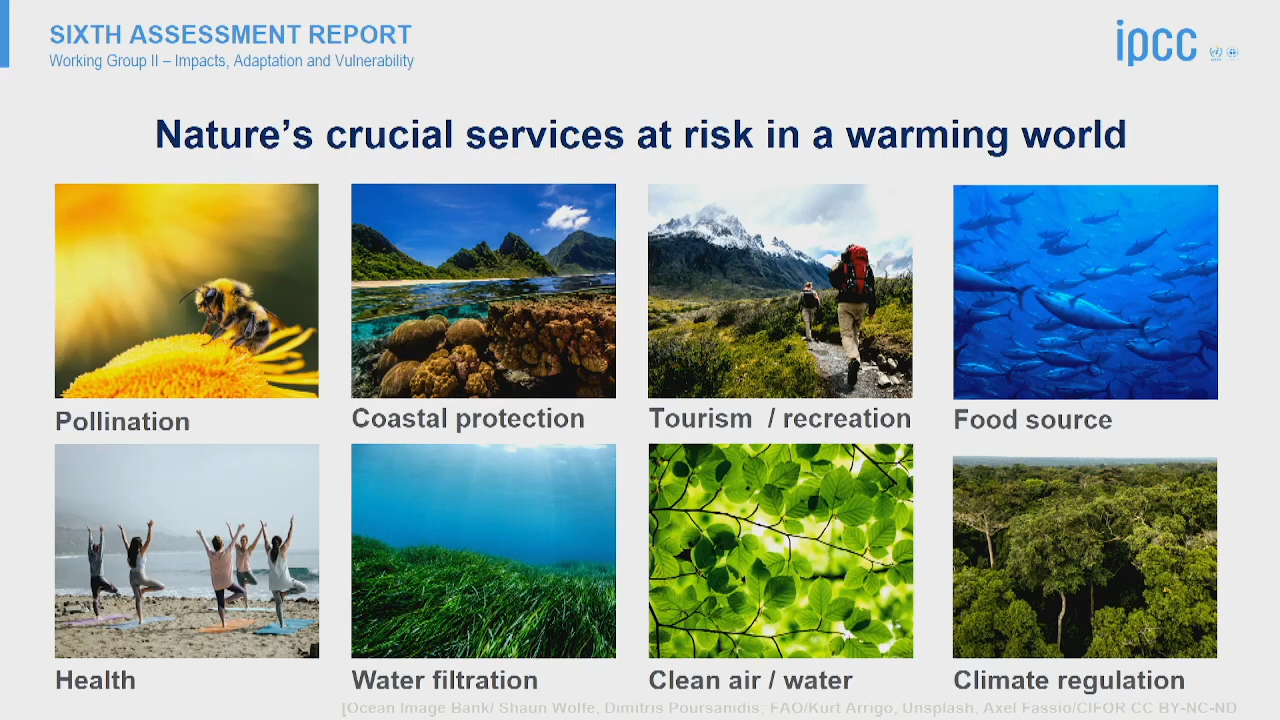 SIXTH ASSESSMENT REPORT
Working Group II – Impacts, Adaptation and Vulnerability
ipcc
Nature's crucial services at risk in a warming world
Pollination
Coastal protection
Tourism / recreation
Food source
Health
Water filtration
Clean air / water
Climate regulation
[Ocean Image Bank/ Shaun Wolfe, Dimitris Poursanidis; FAO/Kurt Arrigo, Unsplash, Axel Fassio/CIFOR CC BY-NC-ND